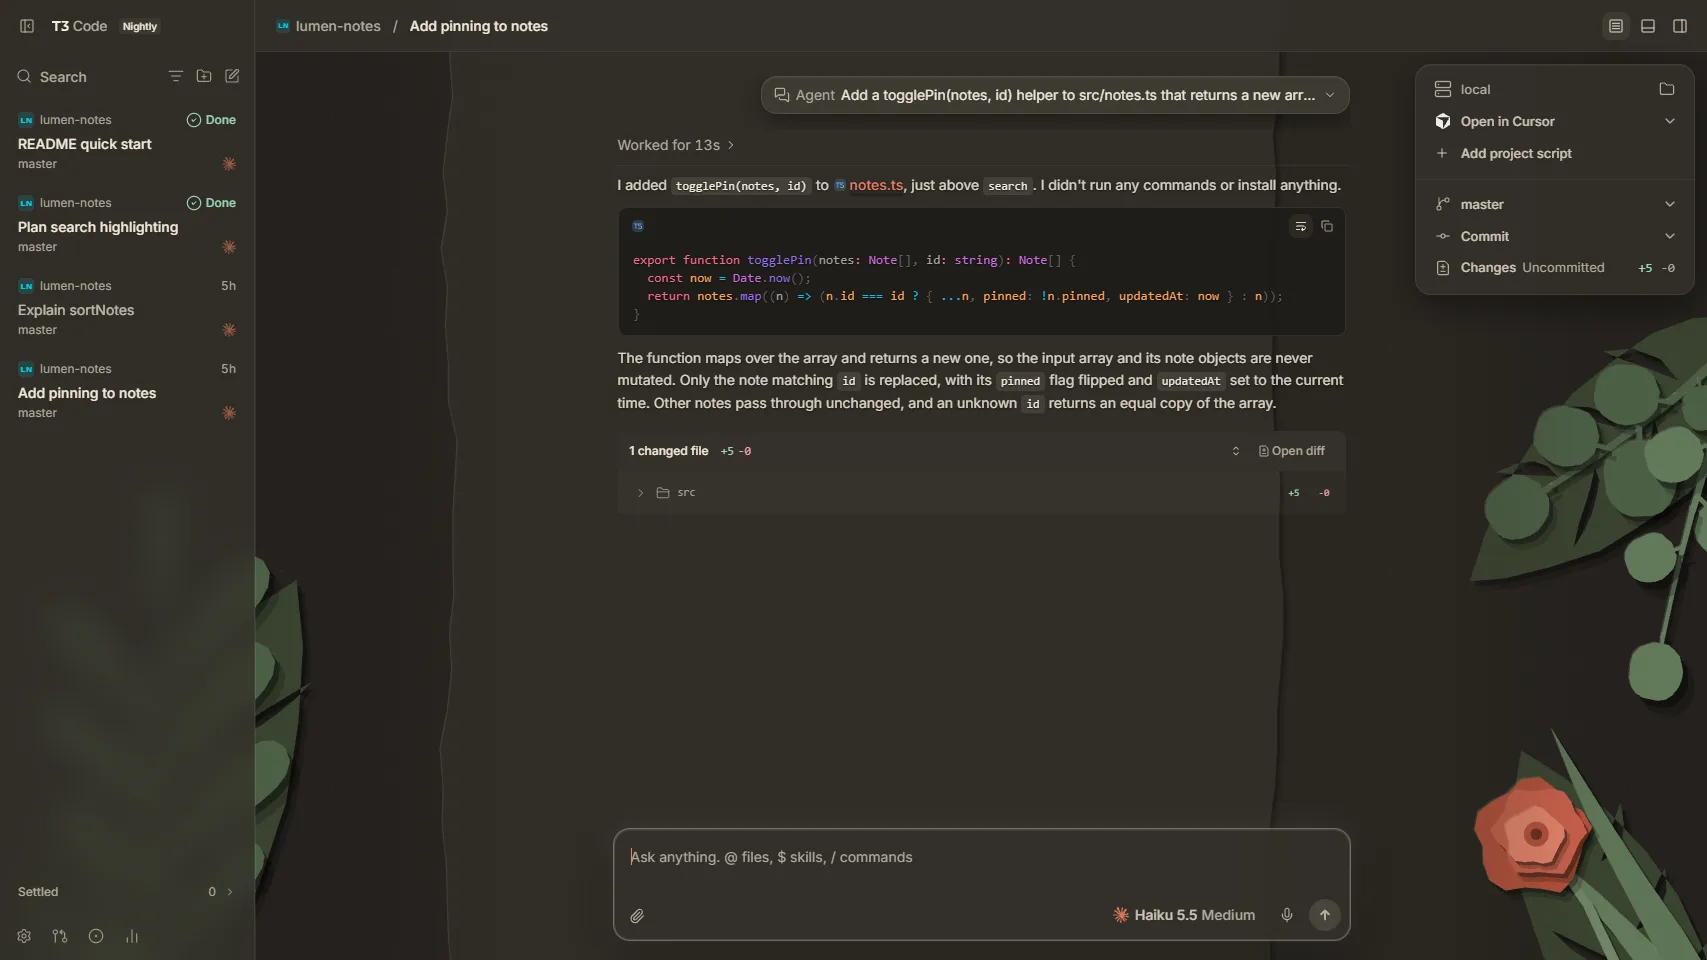 T3 Code Nightly
LN lumen-notes / Add pinning to notes
Search
LN lumen-notes Done
README quick start
master
LN lumen-notes Done
Plan search highlighting
master
LN lumen-notes 5h
Explain sortNotes
master
LN lumen-notes 5h
Add pinning to notes
master
Settled 0
Agent Add a togglePin(notes, id) helper to src/notes.ts that returns a new arr...
Worked for 13s
I added togglePin(notes, id) to TS notes.ts, just above search. I didn't run any commands or install anything.
TS
export function togglePin(notes: Note[], id: string): Note[] {
const now = Date.now();
return notes.map((n) => (n.id === id ? { ...n, pinned: !n.pinned, updatedAt: now } : n));
}
The function maps over the array and returns a new one, so the input array and its note objects are never
mutated. Only the note matching id is replaced, with its pinned flag flipped and updatedAt set to the current
time. Other notes pass through unchanged, and an unknown id returns an equal copy of the array.
1 changed file +5 -0 Open diff
src +5 -0
Ask anything. @ files, $ skills, / commands
Haiku 5.5 Medium
local
Open in Cursor
Add project script
master
Commit
Changes Uncommitted +5 -0